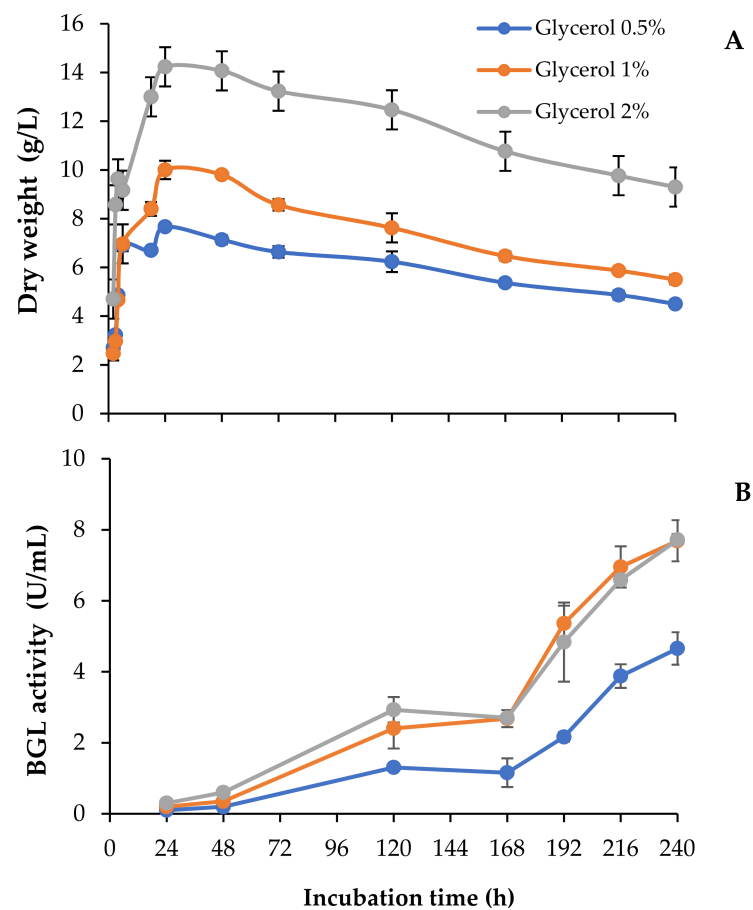 A
Glycerol 0.5%
Glycerol 1%
Glycerol 2%
Dry weight (g/L)
16
14
12
10
8
6
4
2
0
B
BGL activity (U/mL)
10
8
6
4
2
0
0 24 48 72 96 120 144 168 192 216 240
Incubation time (h)